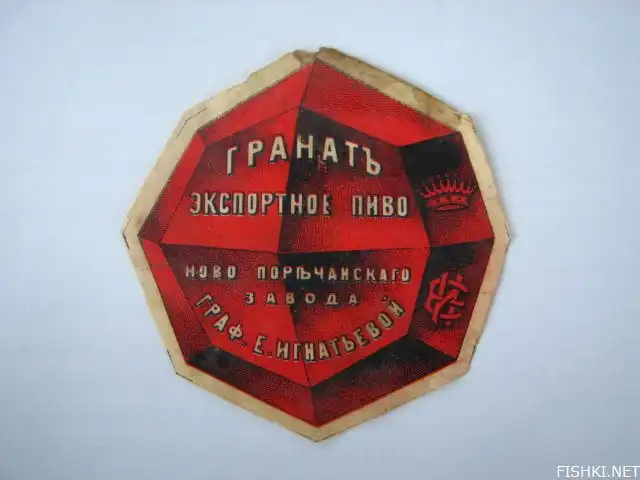 ГРАНАТЪ
ЭКСПОРТНОЕ ПИВО
НОВО ПОРѢЧАНСКАГО
ЗАВОДА
ГРАФ. Е. ИГНАТЬЕВОЙ
FISHKI.NET